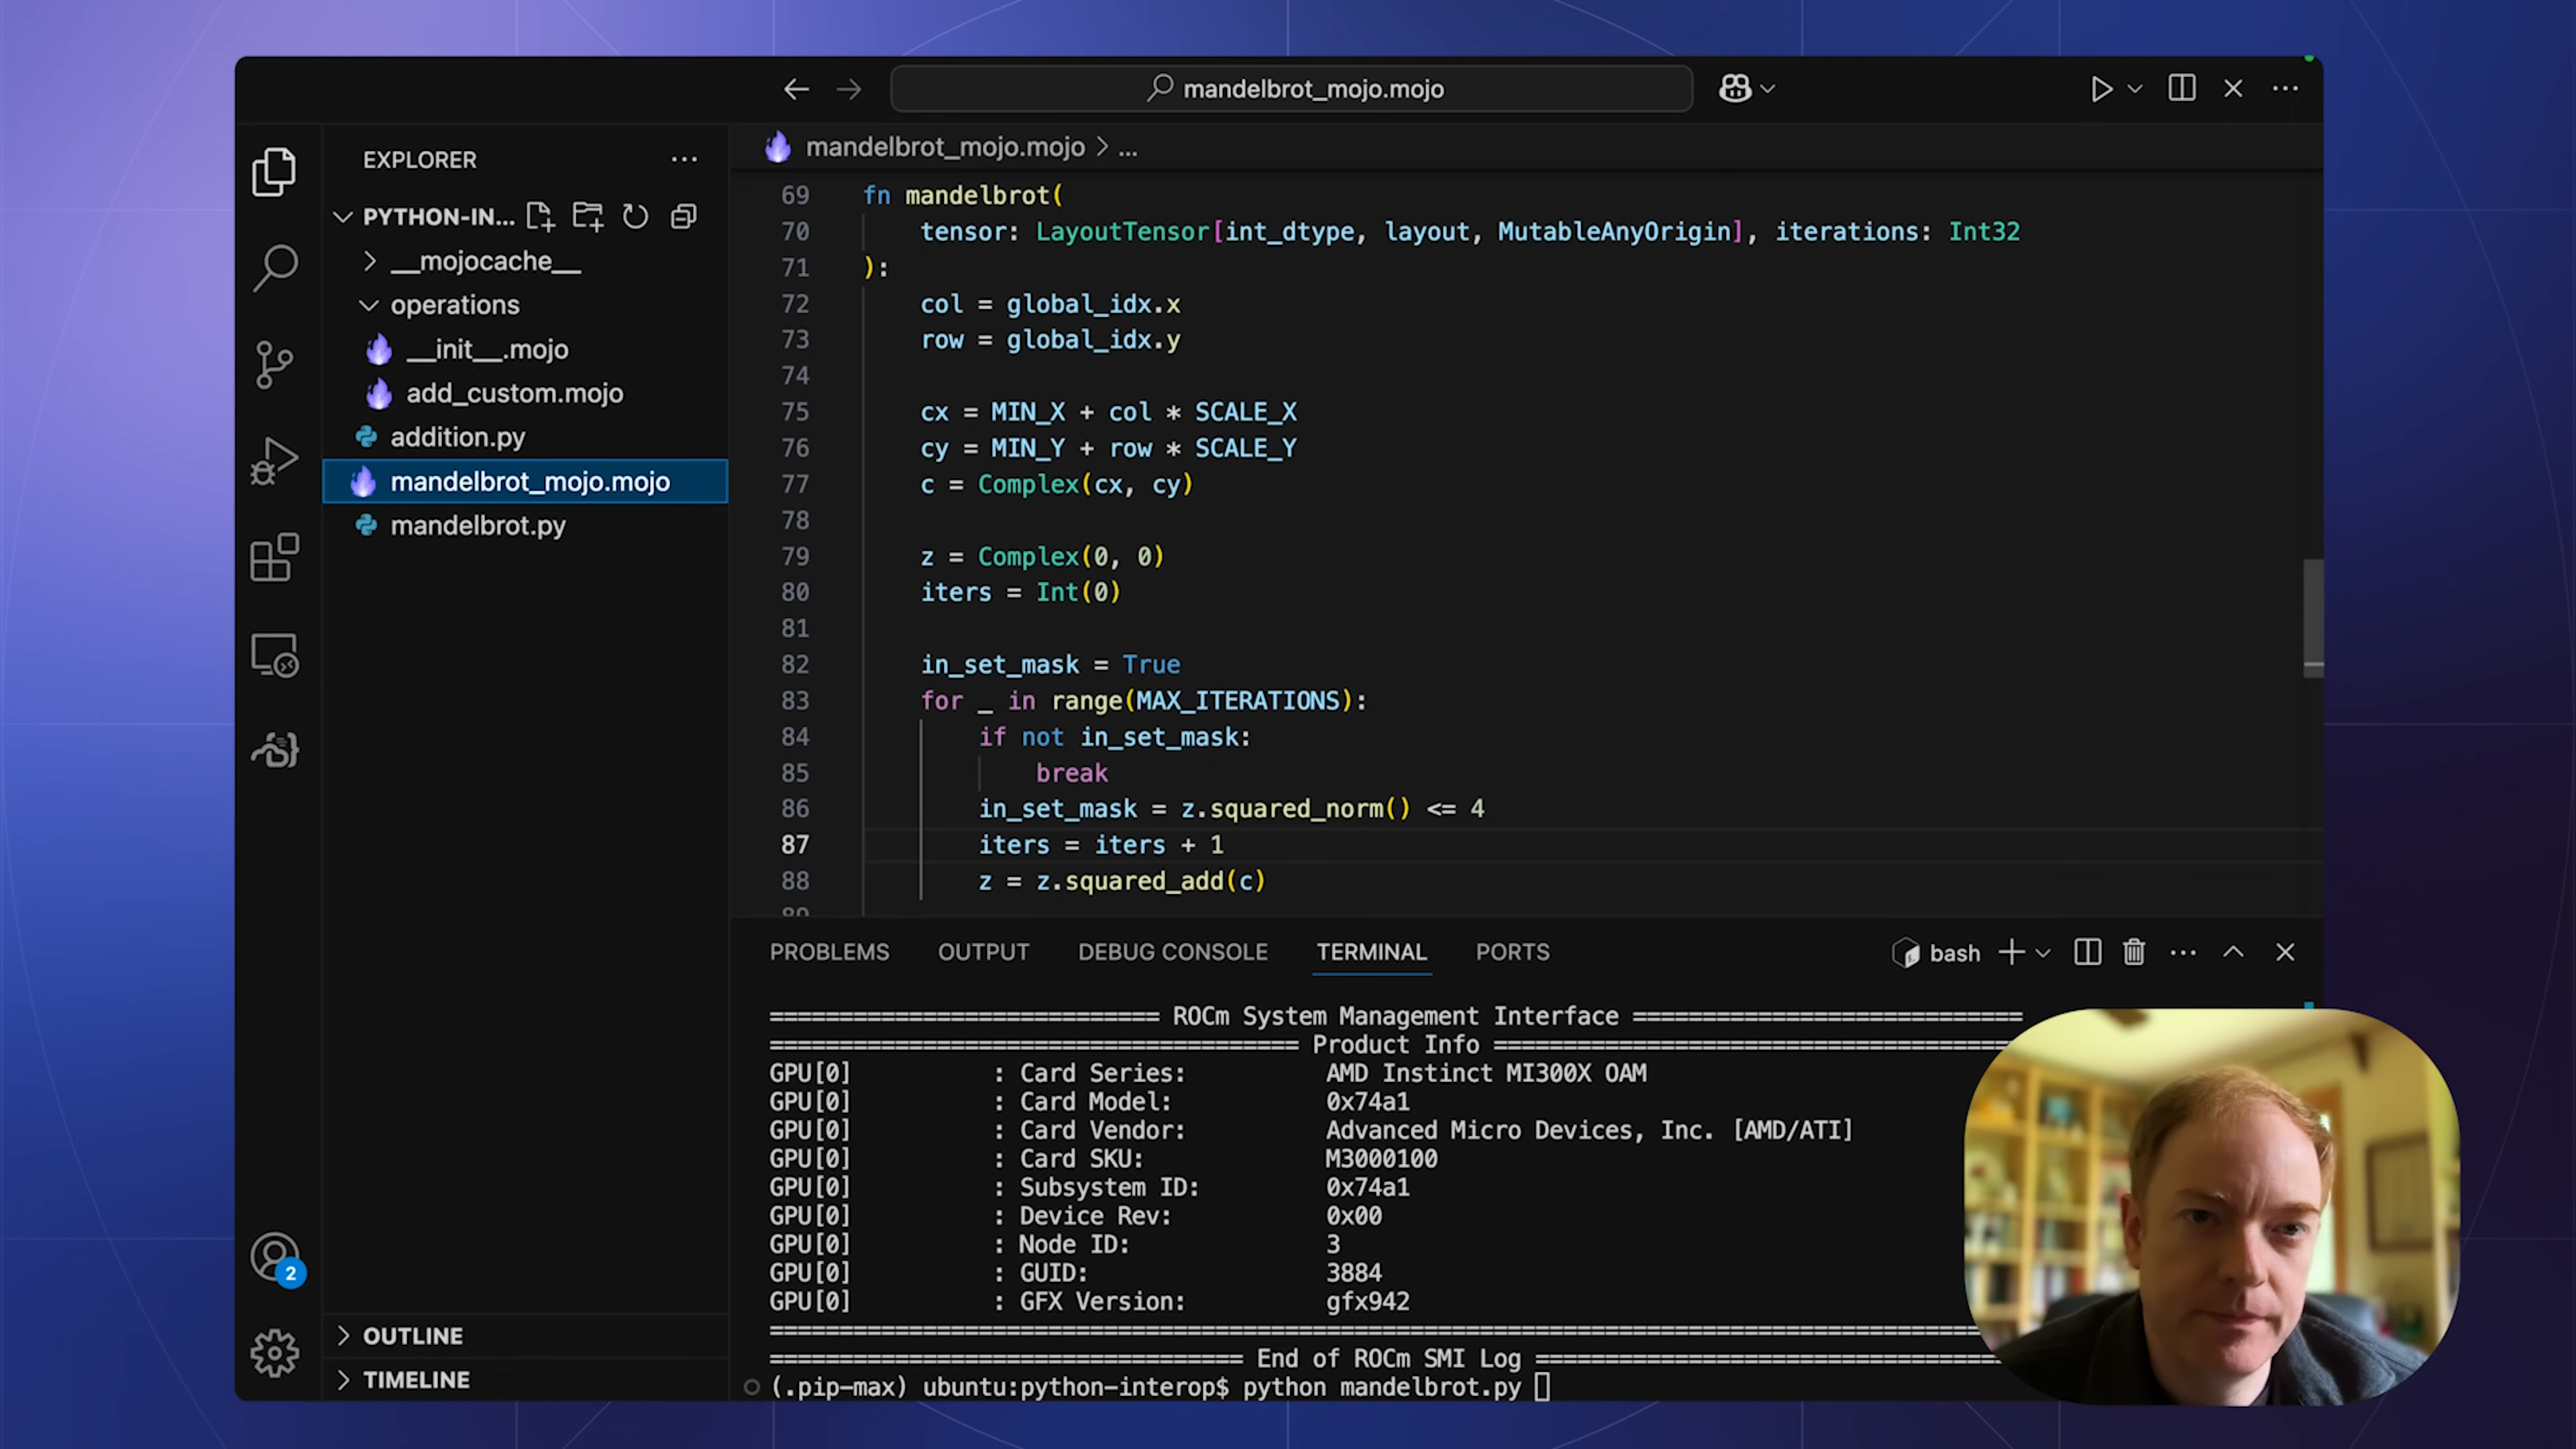 mandelbrot_mojo.mojo
EXPLORER
PYTHON-IN...
__mojocache__
operations
__init__.mojo
add_custom.mojo
addition.py
mandelbrot_mojo.mojo
mandelbrot.py
2
OUTLINE
TIMELINE
mandelbrot_mojo.mojo > ...
69 fn mandelbrot(
70 tensor: LayoutTensor[int_dtype, layout, MutableAnyOrigin], iterations: Int32
71 ):
72 col = global_idx.x
73 row = global_idx.y
74
75 cx = MIN_X + col * SCALE_X
76 cy = MIN_Y + row * SCALE_Y
77 c = Complex(cx, cy)
78
79 z = Complex(0, 0)
80 iters = Int(0)
81
82 in_set_mask = True
83 for _ in range(MAX_ITERATIONS):
84 if not in_set_mask:
85 break
86 in_set_mask = z.squared_norm() <= 4
87 iters = iters + 1
88 z = z.squared_add(c)
89
PROBLEMS OUTPUT DEBUG CONSOLE TERMINAL PORTS
bash
ROCm System Management Interface
Product Info
GPU[0] : Card Series: AMD Instinct MI300X OAM
GPU[0] : Card Model: 0x74a1
GPU[0] : Card Vendor: Advanced Micro Devices, Inc. [AMD/ATI]
GPU[0] : Card SKU: M3000100
GPU[0] : Subsystem ID: 0x74a1
GPU[0] : Device Rev: 0x00
GPU[0] : Node ID: 3
GPU[0] : GUID: 3884
GPU[0] : GFX Version: gfx942
End of ROCm SMI Log
(.pip-max) ubuntu:python-interop$ python mandelbrot.py